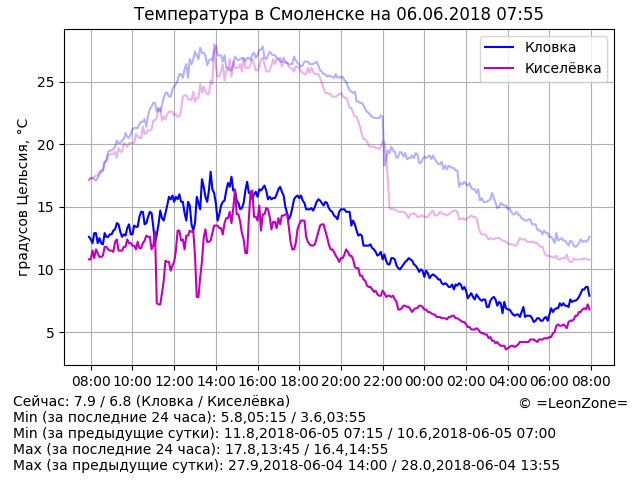 Температура в Смоленске на 06.06.2018 07:55
Кловка
Киселёвка
градусов Цельсия, °C
25
20
15
10
5
08:00 10:00 12:00 14:00 16:00 18:00 20:00 22:00 00:00 02:00 04:00 06:00 08:00
Сейчас: 7.9 / 6.8 (Кловка / Киселёвка)
© =LeonZone=
Min (за последние 24 часа): 5.8,05:15 / 3.6,03:55
Min (за предыдущие сутки): 11.8,2018-06-05 07:15 / 10.6,2018-06-05 07:00
Max (за последние 24 часа): 17.8,13:45 / 16.4,14:55
Max (за предыдущие сутки): 27.9,2018-06-04 14:00 / 28.0,2018-06-04 13:55